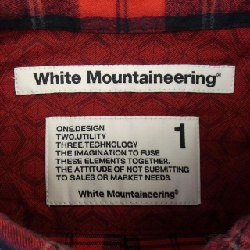 White Mountaineering®
ONE.DESIGN
TWO.UTILITY
THREE.TECHNOLOGY
THE IMAGINATION TO FUSE
THESE ELEMENTS TOGETHER.
THE ATTITUDE OF NOT SUBMITTING
TO SALES OR MARKET NEEDS.
1
White Mountaineering®